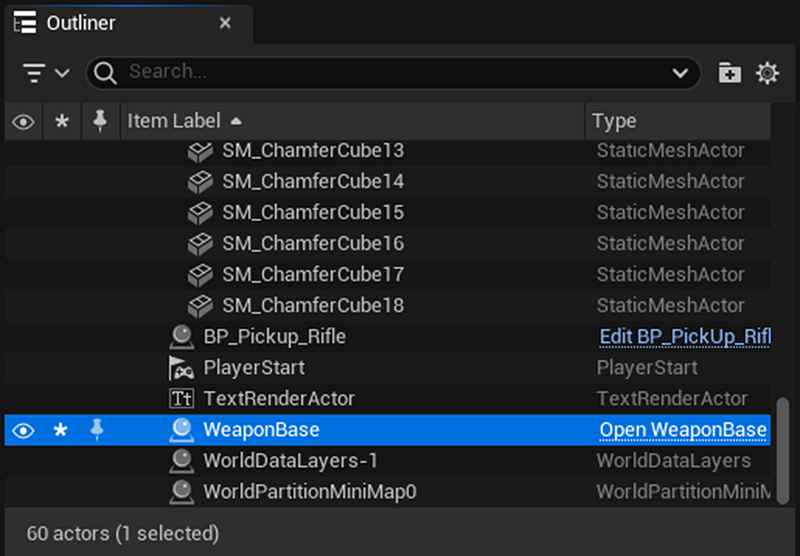 Outliner
Search...
Item Label Type
SM_ChamferCube13 StaticMeshActor
SM_ChamferCube14 StaticMeshActor
SM_ChamferCube15 StaticMeshActor
SM_ChamferCube16 StaticMeshActor
SM_ChamferCube17 StaticMeshActor
SM_ChamferCube18 StaticMeshActor
BP_Pickup_Rifle Edit BP_PickUp_Rifl
PlayerStart PlayerStart
Tt TextRenderActor TextRenderActor
WeaponBase Open WeaponBase
WorldDataLayers-1 WorldDataLayers
WorldPartitionMiniMap0 WorldPartitionMiniM
60 actors (1 selected)